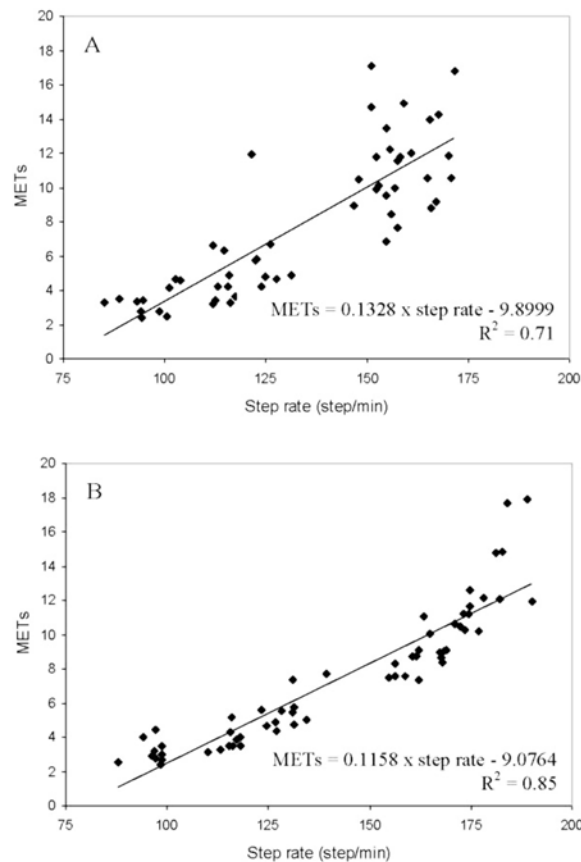 20
18
A
16
14
12
METs
10
8
6
4
METs = 0.1328 x step rate - 9.8999
2
R² = 0.71
0
75 100 125 150 175 200
Step rate (step/min)
20
B
18
16
14
12
METs
10
8
6
4
METs = 0.1158 x step rate - 9.0764
2
R² = 0.85
0
75 100 125 150 175 200
Step rate (step/min)